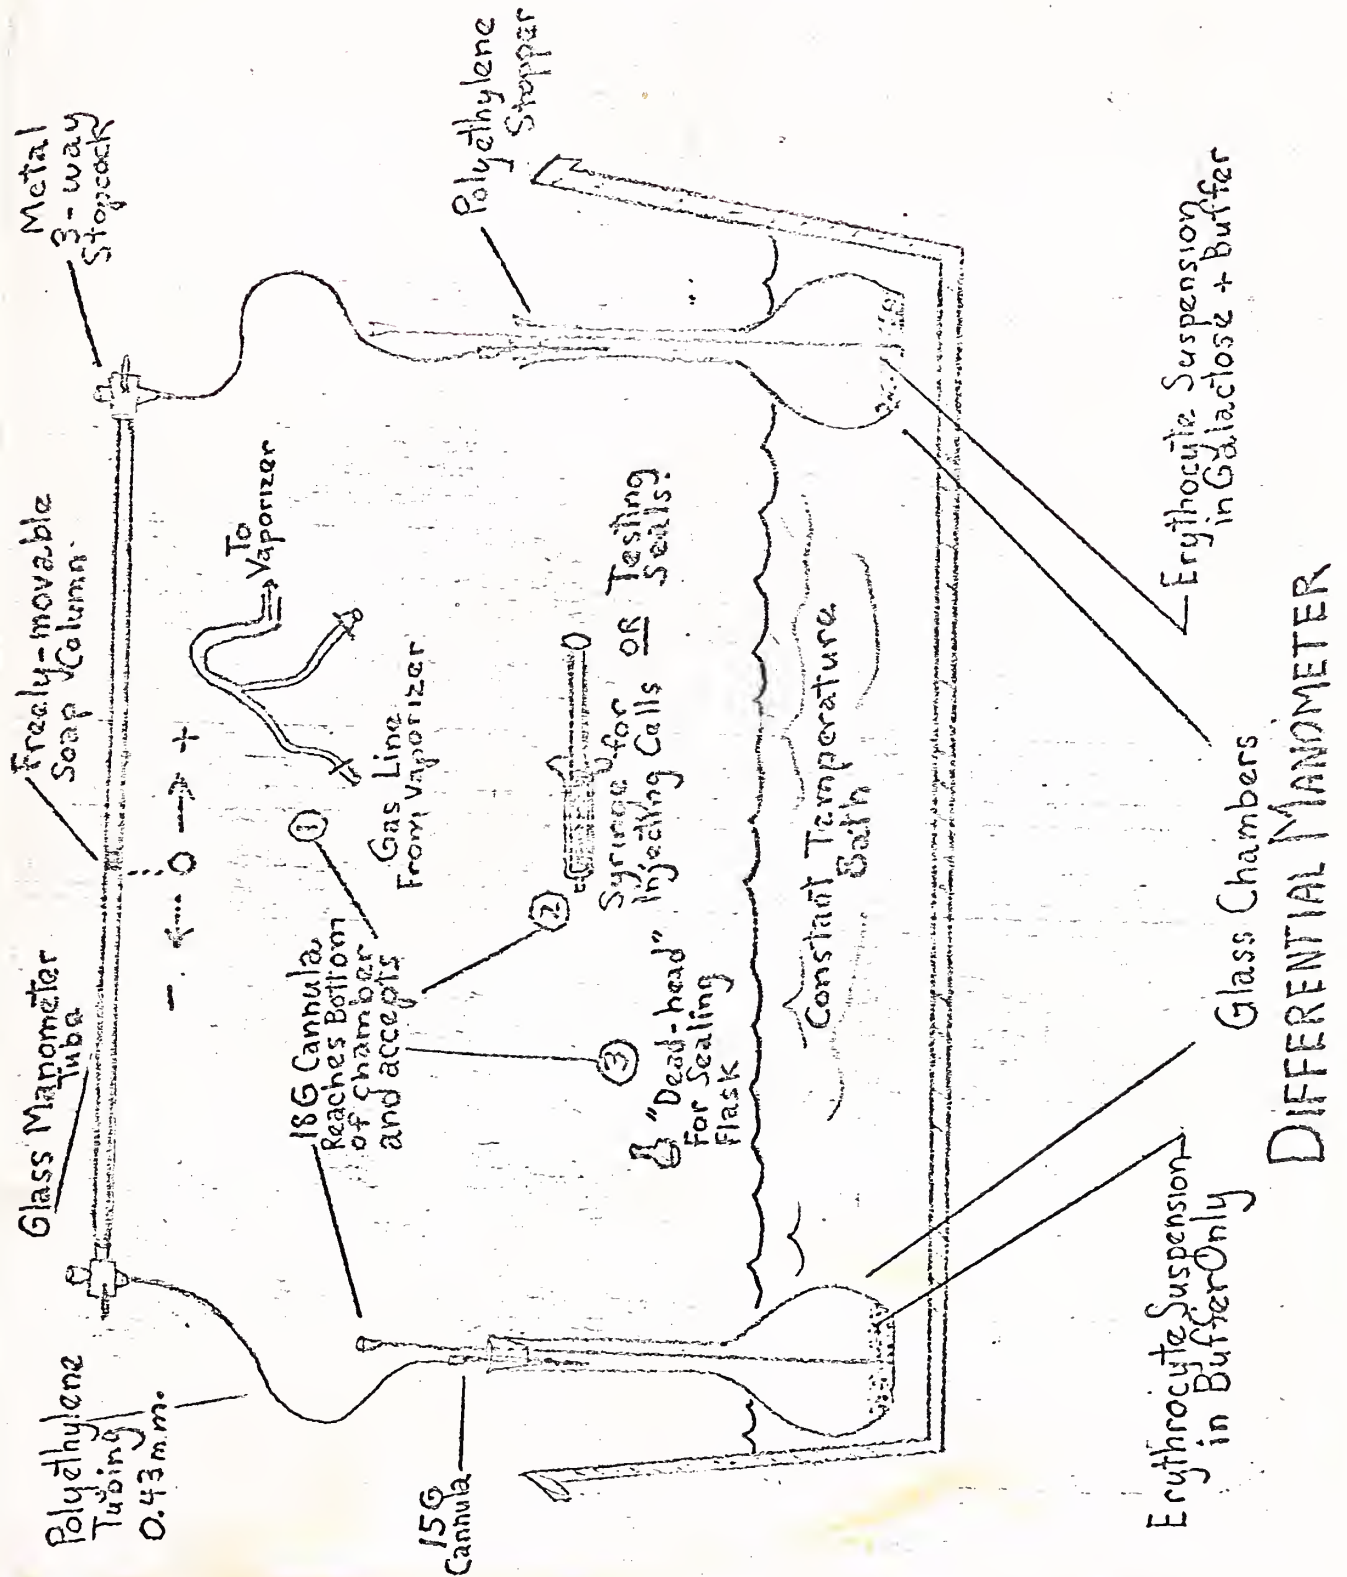 Polyethylene
Tubing
0.43 m.m.
Glass Manometer
Tube
Freely-movable
Soap Column
Metal
3-way
Stopcock
- ← 0 → +
18G Cannula
Reaches Bottom
of chamber
and accepts
①
Gas Line
From Vaporizer
To
Vaporizer
②
Syringe for
Injecting Cells OR Testing
Seals.
③
"Dead-head"
For Sealing
Flask
15G
Cannula
Polyethylene
Stopper
Constant Temperature
Bath
Erythrocyte Suspension
in Buffer Only
Glass Chambers
Erythocyte Suspension
in Galactose + Buffer
DIFFERENTIAL MANOMETER